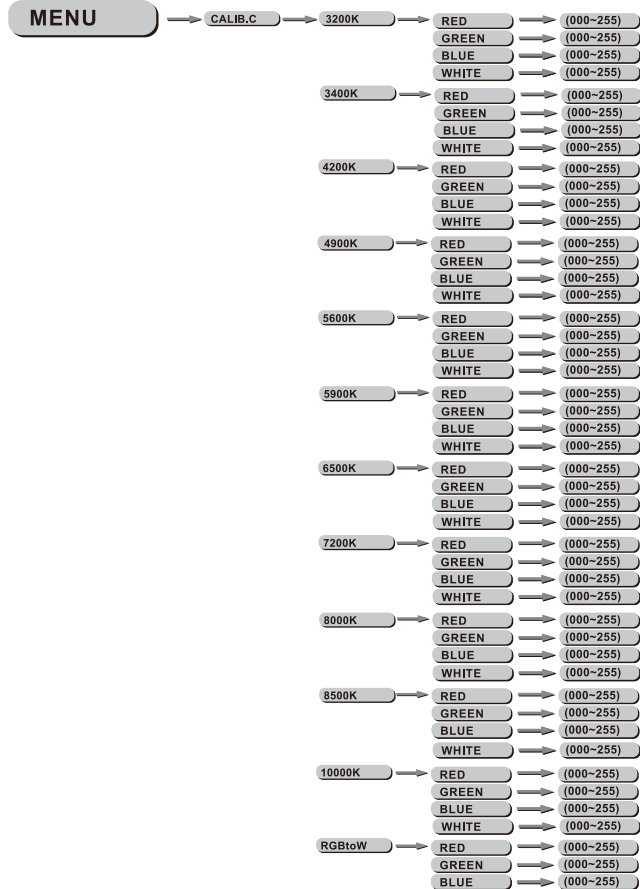 MENU CALIB.C 3200K RED (000~255)
GREEN (000~255)
BLUE (000~255)
WHITE (000~255)
3400K RED (000~255)
GREEN (000~255)
BLUE (000~255)
WHITE (000~255)
4200K RED (000~255)
GREEN (000~255)
BLUE (000~255)
WHITE (000~255)
4900K RED (000~255)
GREEN (000~255)
BLUE (000~255)
WHITE (000~255)
5600K RED (000~255)
GREEN (000~255)
BLUE (000~255)
WHITE (000~255)
5900K RED (000~255)
GREEN (000~255)
BLUE (000~255)
WHITE (000~255)
6500K RED (000~255)
GREEN (000~255)
BLUE (000~255)
WHITE (000~255)
7200K RED (000~255)
GREEN (000~255)
BLUE (000~255)
WHITE (000~255)
8000K RED (000~255)
GREEN (000~255)
BLUE (000~255)
WHITE (000~255)
8500K RED (000~255)
GREEN (000~255)
BLUE (000~255)
WHITE (000~255)
10000K RED (000~255)
GREEN (000~255)
BLUE (000~255)
WHITE (000~255)
RGBtoW RED (000~255)
GREEN (000~255)
BLUE (000~255)